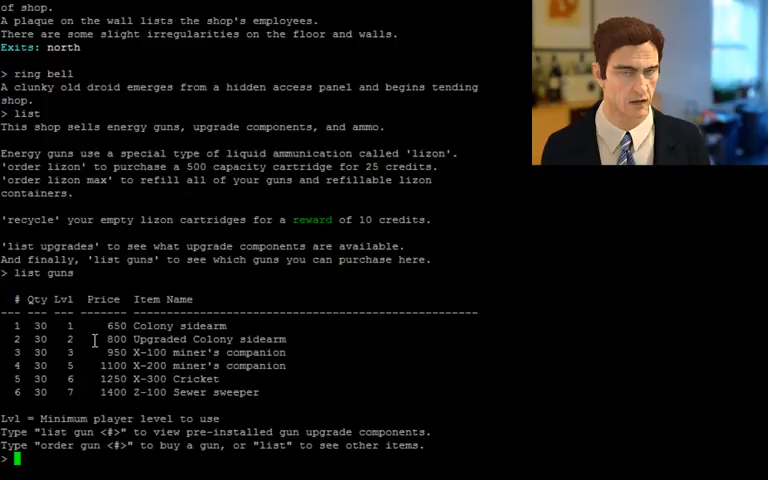 of shop.
A plaque on the wall lists the shop's employees.
There are some slight irregularities on the floor and walls.
Exits: north
> ring bell
A clunky old droid emerges from a hidden access panel and begins tending
shop.
> list
This shop sells energy guns, upgrade components, and ammo.
Energy guns use a special type of liquid ammunication called 'lizon'.
'order lizon' to purchase a 500 capacity cartridge for 25 credits.
'order lizon max' to refill all of your guns and refillable lizon
containers.
'recycle' your empty lizon cartridges for a reward of 10 credits.
'list upgrades' to see what upgrade components are available.
And finally, 'list guns' to see which guns you can purchase here.
> list guns
# Qty Lvl Price Item Name
--- --- --- ------- ----------------------------------------------------
1 30 1 650 Colony sidearm
2 30 2 800 Upgraded Colony sidearm
3 30 3 950 X-100 miner's companion
4 30 5 1100 X-200 miner's companion
5 30 6 1250 X-300 Cricket
6 30 7 1400 Z-100 Sewer sweeper
Lvl = Minimum player level to use
Type "list gun <#>" to view pre-installed gun upgrade components.
Type "order gun <#>" to buy a gun, or "list" to see other items.
>